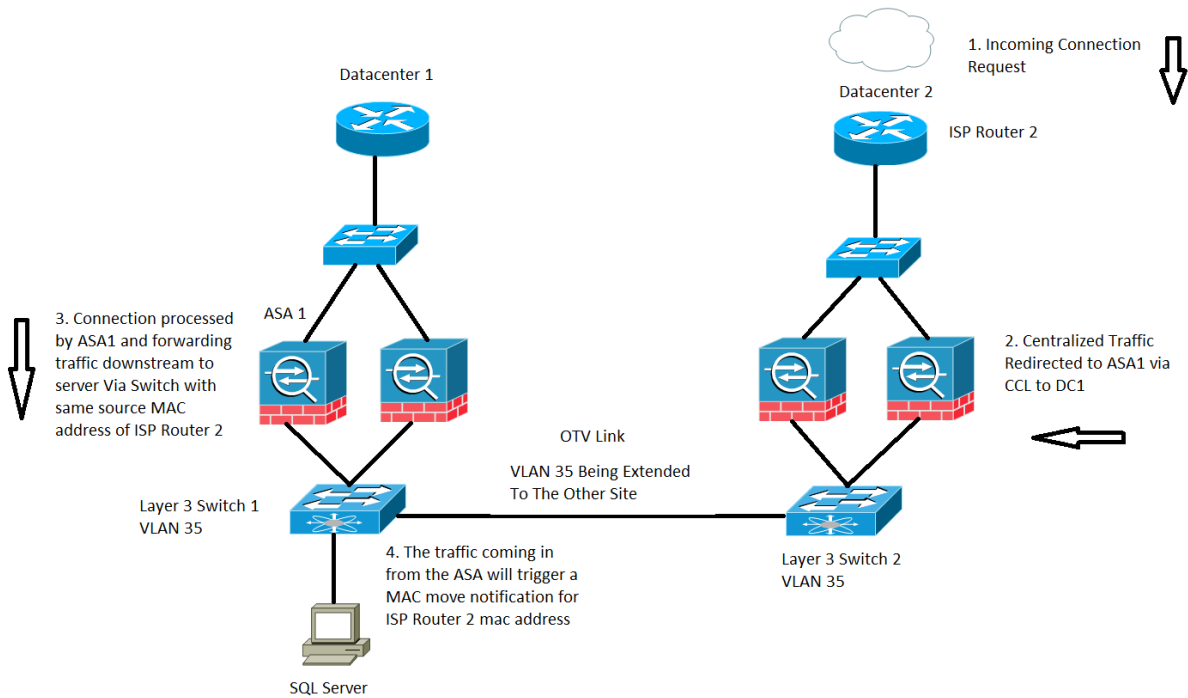 Datacenter 1
Datacenter 2
1. Incoming Connection
Request
ISP Router 2
ASA 1
3. Connection processed
by ASA1 and forwarding
traffic downstream to
server Via Switch with
same source MAC
address of ISP Router 2
2. Centralized Traffic
Redirected to ASA1 via
CCL to DC1
OTV Link
VLAN 35 Being Extended
To The Other Site
Layer 3 Switch 1
VLAN 35
4. The traffic coming in
from the ASA will trigger a
MAC move notification for
ISP Router 2 mac address
Layer 3 Switch 2
VLAN 35
SQL Server